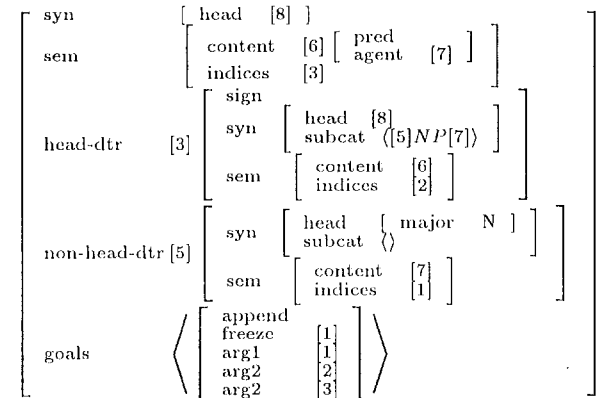 syn [ head [8] ]
sem [ content [6] [ pred
agent [7] ]
indices [3] ]
head-dtr [3] [ sign
syn [ head [8]
subcat ⟨[5]NP[7]⟩ ]
sem [ content [6]
indices [2] ] ]
non-head-dtr [5] [ syn [ head [ major N ]
subcat ⟨⟩ ]
sem [ content [7]
indices [1] ] ]
goals ⟨ [ append
freeze [1]
arg1 [1]
arg2 [2]
arg2 [3] ] ⟩